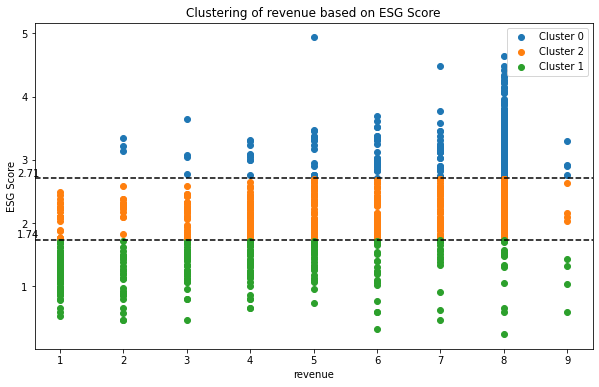 Clustering of revenue based on ESG Score
Cluster 0
Cluster 2
Cluster 1
ESG Score
5
4
3
2.71
2
1.74
1
1 2 3 4 5 6 7 8 9
revenue